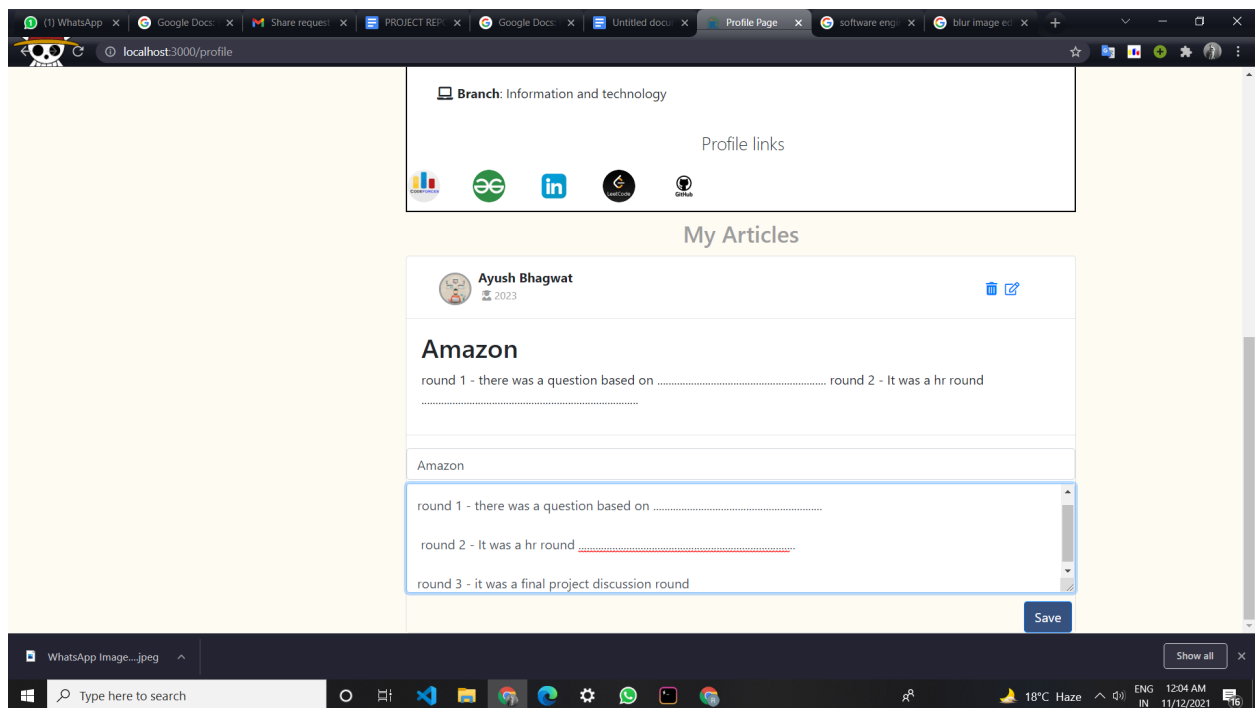 (1) WhatsApp
Google Docs:
Share request
PROJECT REPO
Google Docs:
Untitled docu
Profile Page
software engi
blur image ed
localhost:3000/profile
Branch: Information and technology
Profile links
CODEFORCES
LeetCode
GitHub
My Articles
Ayush Bhagwat
2023
Amazon
round 1 - there was a question based on ............................................................ round 2 - It was a hr round
.............................................................................
Amazon
round 1 - there was a question based on ............................................................
round 2 - It was a hr round .............................................................................
round 3 - it was a final project discussion round
Save
WhatsApp Image....jpeg
Show all
Type here to search
18°C Haze
ENG
IN
12:04 AM
11/12/2021
16